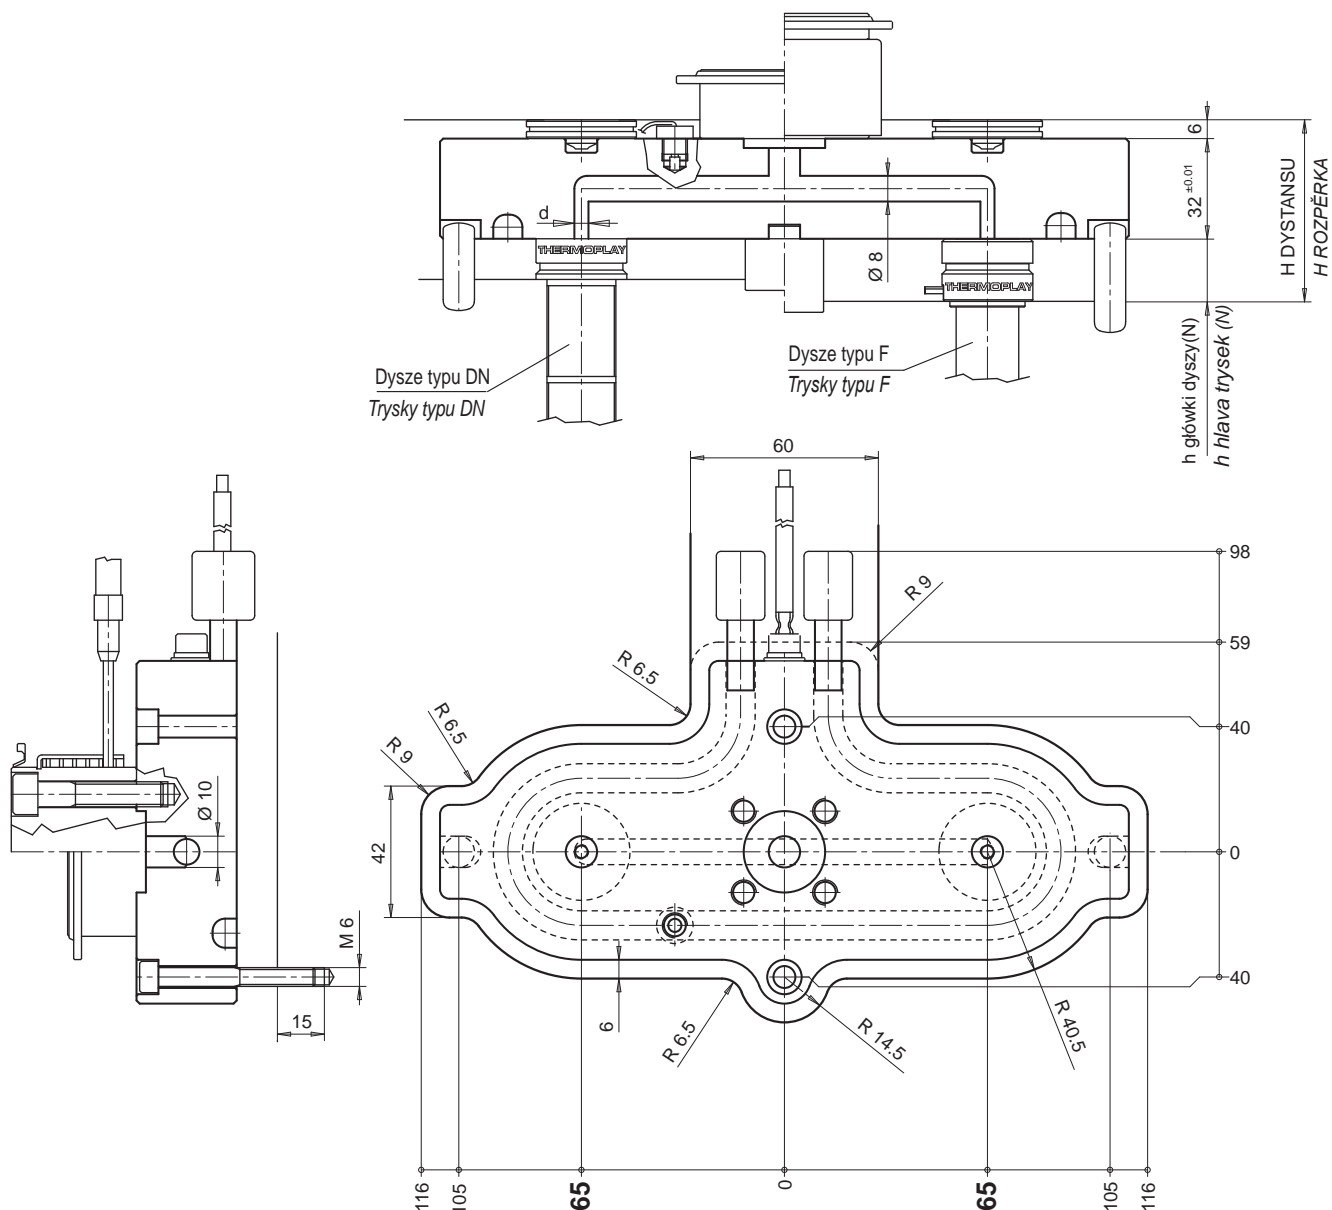 6
32 ±0.01
H DYSTANSU
H ROZPĚRKA
d
THERMOPLAY
Ø 8
THERMOPLAY
Dysze typu DN
Trysky typu DN
Dysze typu F
Trysky typu F
h główki dyszy(N)
h hlava trysek (N)
60
98
R 9
59
R 6.5
40
R 6.5
R 9
Ø 10
42
0
M 6
40
15
6
R 6.5
R 14.5
R 40.5
116
105
65
0
65
105
116